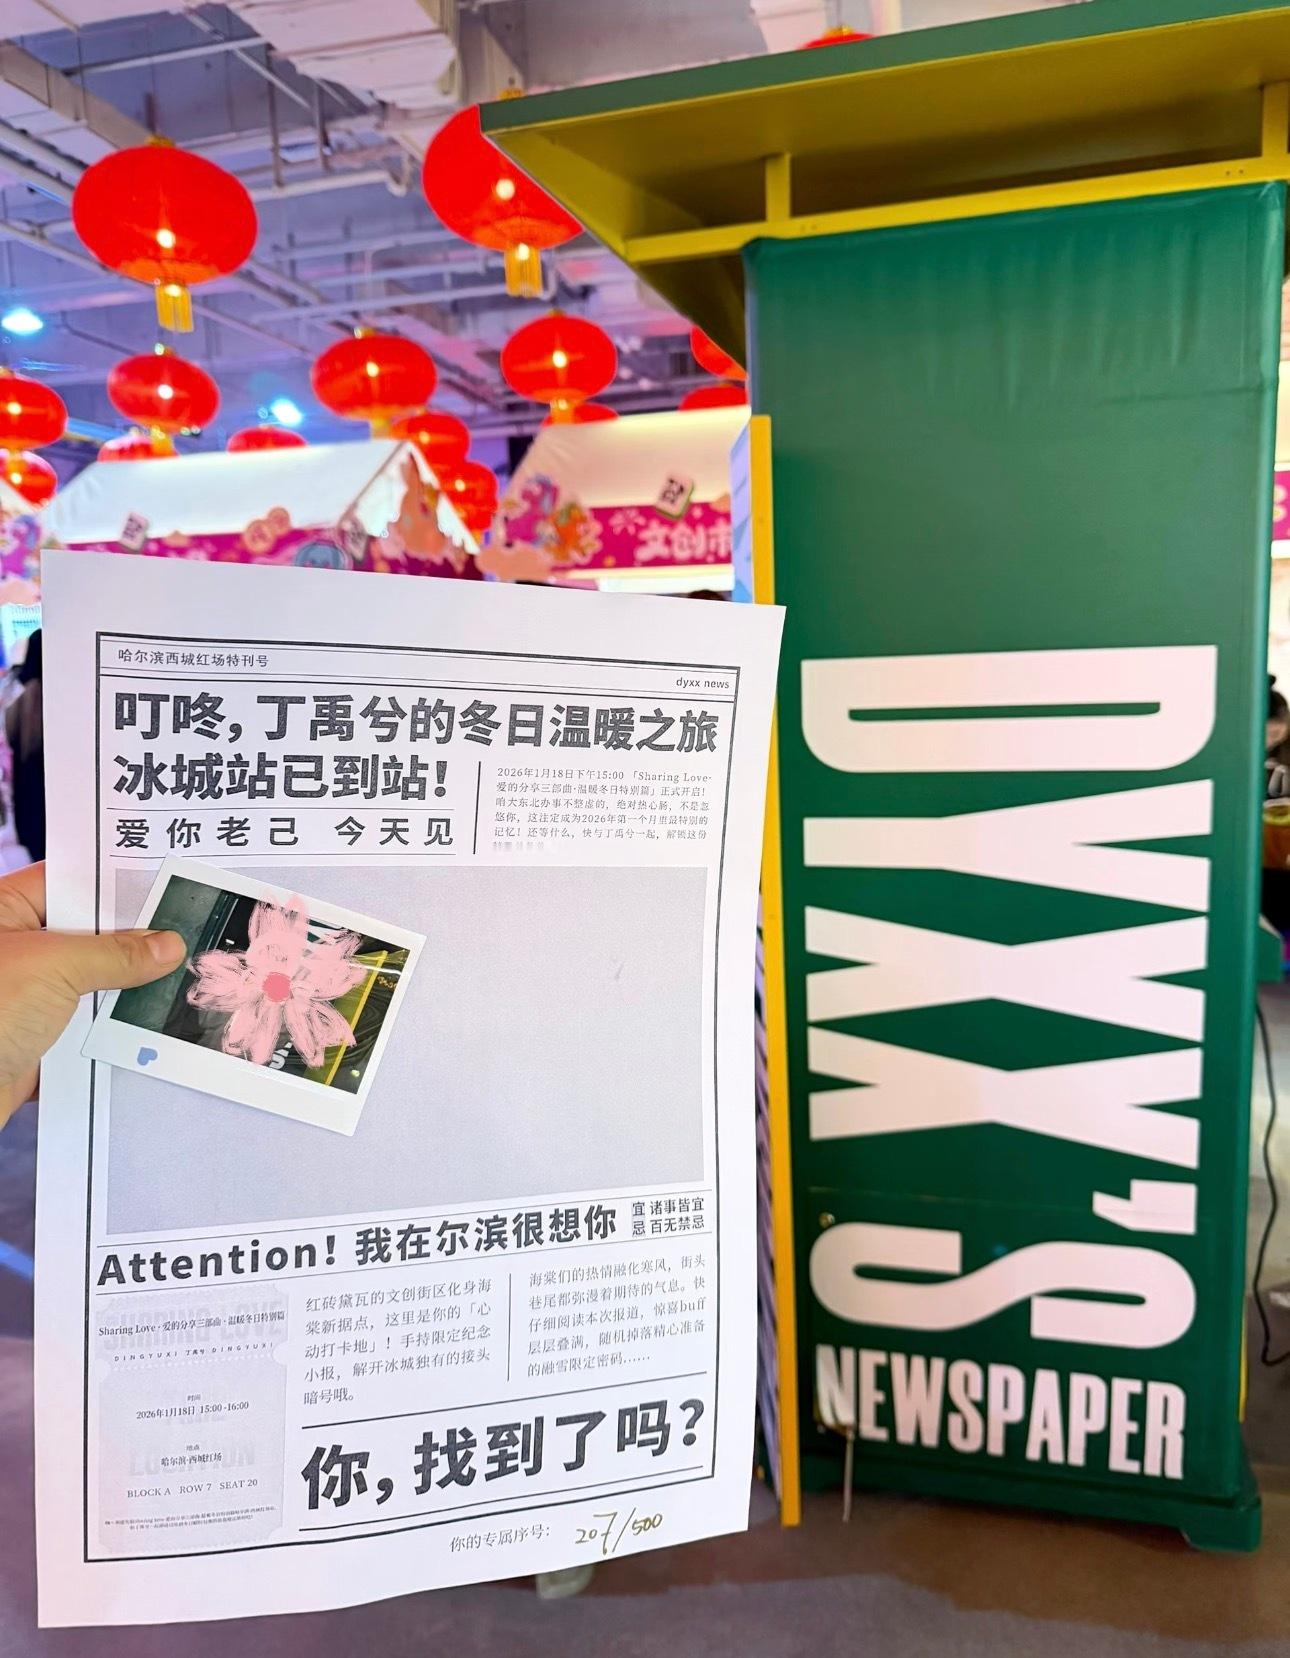 哈尔滨西城红场特刊号
dyxx news
叮咚,丁禹兮的冬日温暖之旅
冰城站已到站!
爱你老己 今天见
2026年1月18日下午15:00 「Sharing Love·
爱的分享三部曲·温暖冬日特别篇」正式开启!
咱大东北办事不整虚的,绝对热心肠,不是忽
悠你,这注定成为2026年第一个月里最特别的
记忆!还等什么,快与丁禹兮一起,解锁这份
Attention! 我在尔滨很想你
宜 诸事皆宜
忌 百无禁忌
SHARING LOVE
Sharing Love · 爱的分享三部曲 · 温暖冬日特别篇
DINGYUXI 丁禹兮 DINGYUXI
时间
2026年1月18日 15:00 -16:00
LOCATION
地点
哈尔滨·西城红场
BLOCK A ROW 7 SEAT 20
红砖黛瓦的文创街区化身海
棠新据点,这里是你的「心
动打卡地」!手持限定纪念
小报,解开冰城独有的接头
暗号哦。
海棠们的热情融化寒风,街头
巷尾都弥漫着期待的气息。快
仔细阅读本次报道,惊喜buff
层层叠满,随机掉落精心准备
的融雪限定密码……
你,找到了吗?
你的专属序号: 207/500
DYXX'S
NEWSPAPER
文创市